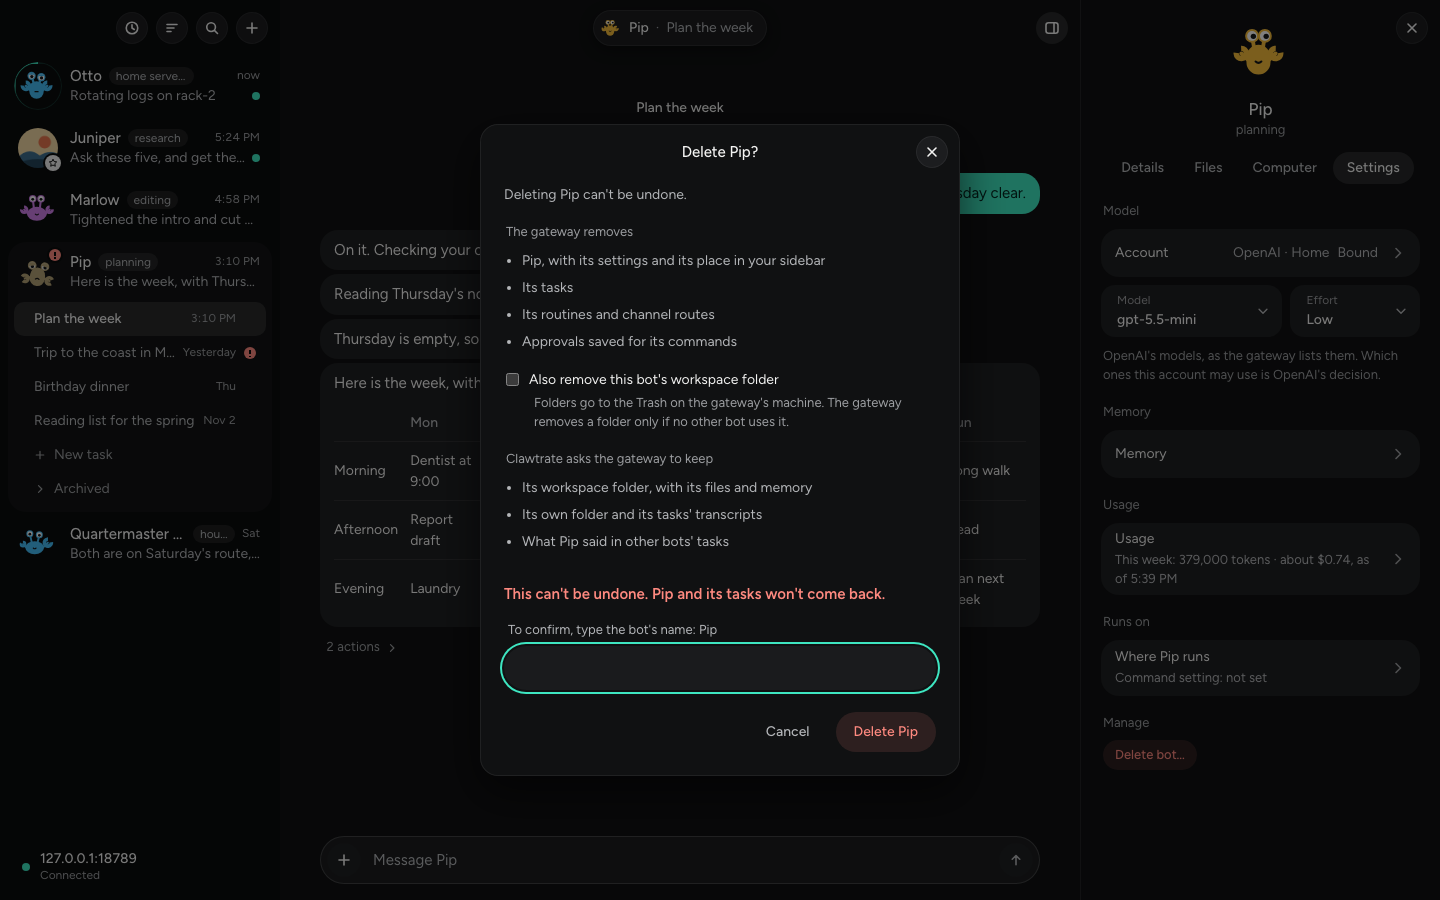 Pip · Plan the week
Otto home serve... now
Rotating logs on rack-2
Juniper research 5:24 PM
Ask these five, and get the...
Marlow editing 4:58 PM
Tightened the intro and cut ...
Pip planning 3:10 PM
Here is the week, with Thurs...
Plan the week 3:10 PM
Trip to the coast in M... Yesterday
Birthday dinner Thu
Reading list for the spring Nov 2
+ New task
Archived
Quartermaster ... hou... Sat
Both are on Saturday's route,...
127.0.0.1:18789
Connected
Plan the week
sday clear.
On it. Checking your c
Reading Thursday's no
Thursday is empty, so
Here is the week, with
Mon un
Morning Dentist at ong walk
9:00
Afternoon Report ead
draft
Evening Laundry an next
eek
2 actions
Message Pip
Delete Pip?
Deleting Pip can't be undone.
The gateway removes
• Pip, with its settings and its place in your sidebar
• Its tasks
• Its routines and channel routes
• Approvals saved for its commands
Also remove this bot's workspace folder
Folders go to the Trash on the gateway's machine. The gateway
removes a folder only if no other bot uses it.
Clawtrate asks the gateway to keep
• Its workspace folder, with its files and memory
• Its own folder and its tasks' transcripts
• What Pip said in other bots' tasks
This can't be undone. Pip and its tasks won't come back.
To confirm, type the bot's name: Pip
Cancel Delete Pip
Pip
planning
Details Files Computer Settings
Model
Account OpenAI · Home Bound
Model Effort
gpt-5.5-mini Low
OpenAI's models, as the gateway lists them. Which
ones this account may use is OpenAI's decision.
Memory
Memory
Usage
Usage
This week: 379,000 tokens · about $0.74, as
of 5:39 PM
Runs on
Where Pip runs
Command setting: not set
Manage
Delete bot...